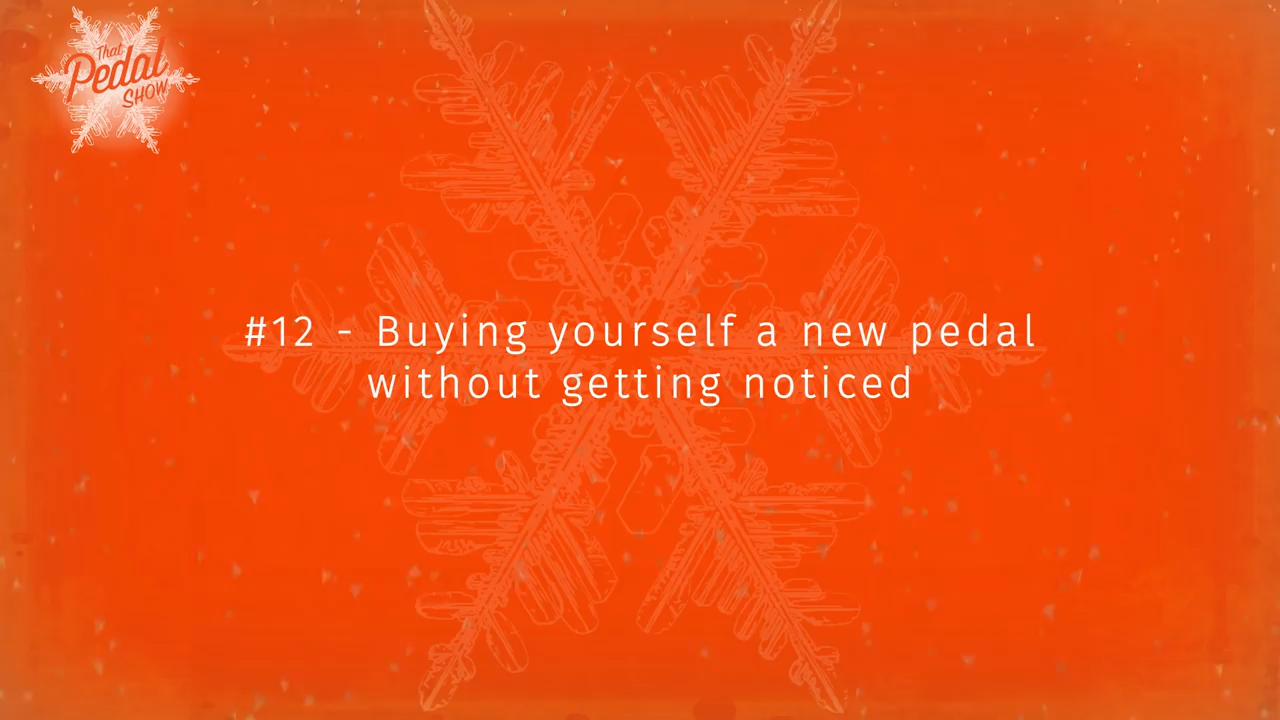 That
Pedal
SHOW
#12 - Buying yourself a new pedal
without getting noticed